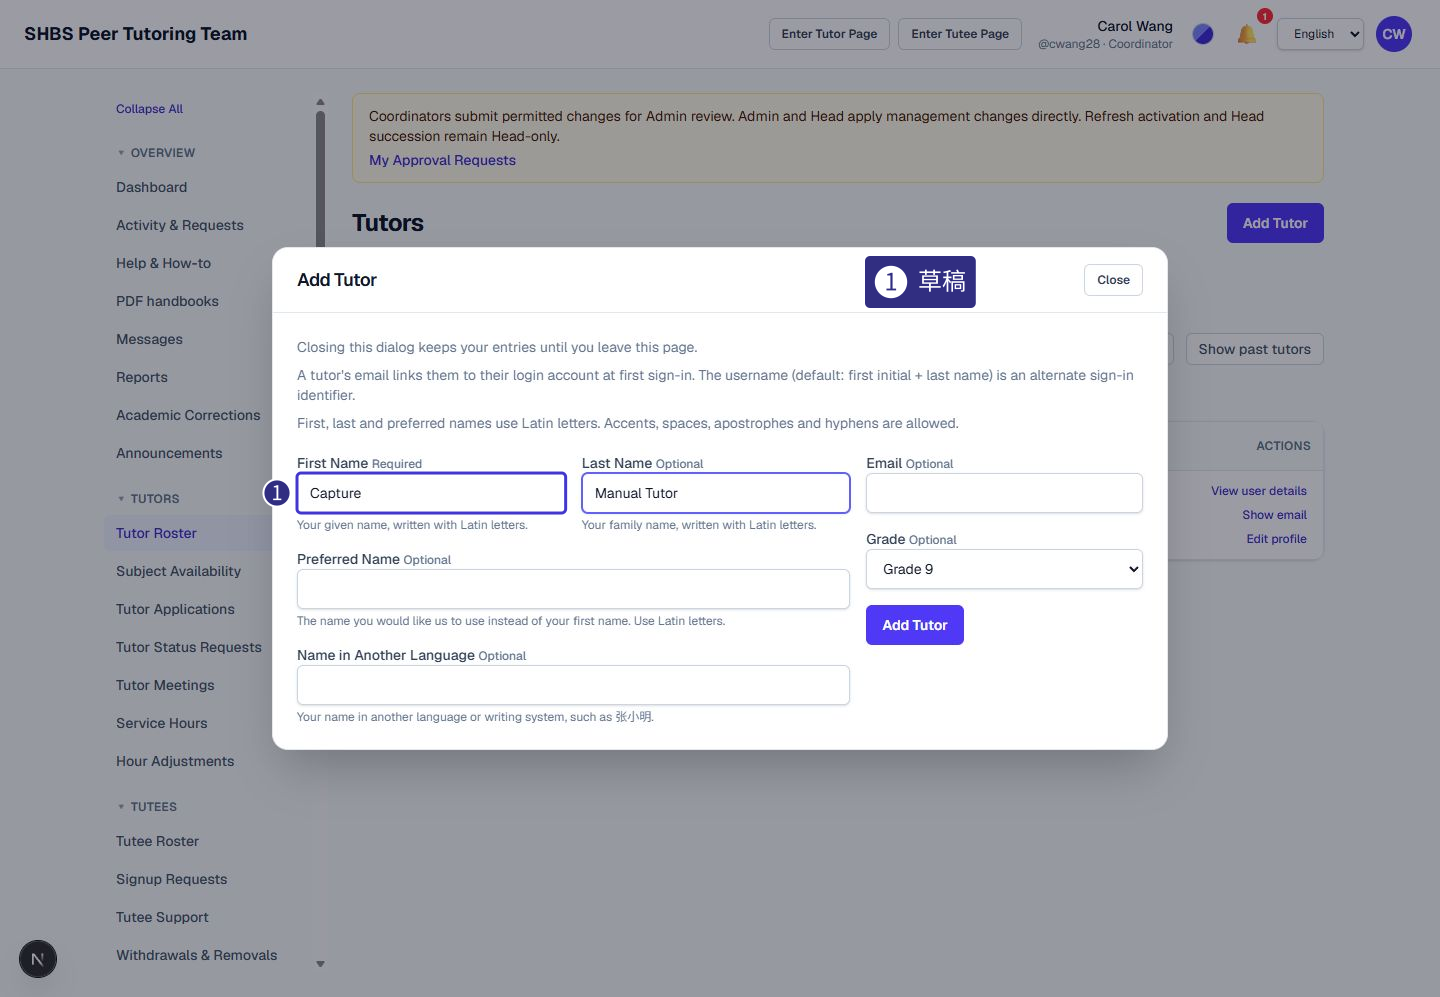 SHBS Peer Tutoring Team
Enter Tutor Page
Enter Tutee Page
Carol Wang
@cwang28 · Coordinator
1
English
CW
Collapse All
OVERVIEW
Dashboard
Activity & Requests
Help & How-to
PDF handbooks
Messages
Reports
Academic Corrections
Announcements
TUTORS
Tutor Roster
Subject Availability
Tutor Applications
Tutor Status Requests
Tutor Meetings
Service Hours
Hour Adjustments
TUTEES
Tutee Roster
Signup Requests
Tutee Support
Withdrawals & Removals
N
Coordinators submit permitted changes for Admin review. Admin and Head apply management changes directly. Refresh activation and Head
succession remain Head-only.
My Approval Requests
Tutors
Add Tutor
Show past tutors
ACTIONS
View user details
Show email
Edit profile
Add Tutor
1 草稿
Close
Closing this dialog keeps your entries until you leave this page.
A tutor's email links them to their login account at first sign-in. The username (default: first initial + last name) is an alternate sign-in
identifier.
First, last and preferred names use Latin letters. Accents, spaces, apostrophes and hyphens are allowed.
First Name Required
1
Capture
Your given name, written with Latin letters.
Last Name Optional
Manual Tutor
Your family name, written with Latin letters.
Email Optional
Preferred Name Optional
The name you would like us to use instead of your first name. Use Latin letters.
Grade Optional
Grade 9
Add Tutor
Name in Another Language Optional
Your name in another language or writing system, such as 张小明.